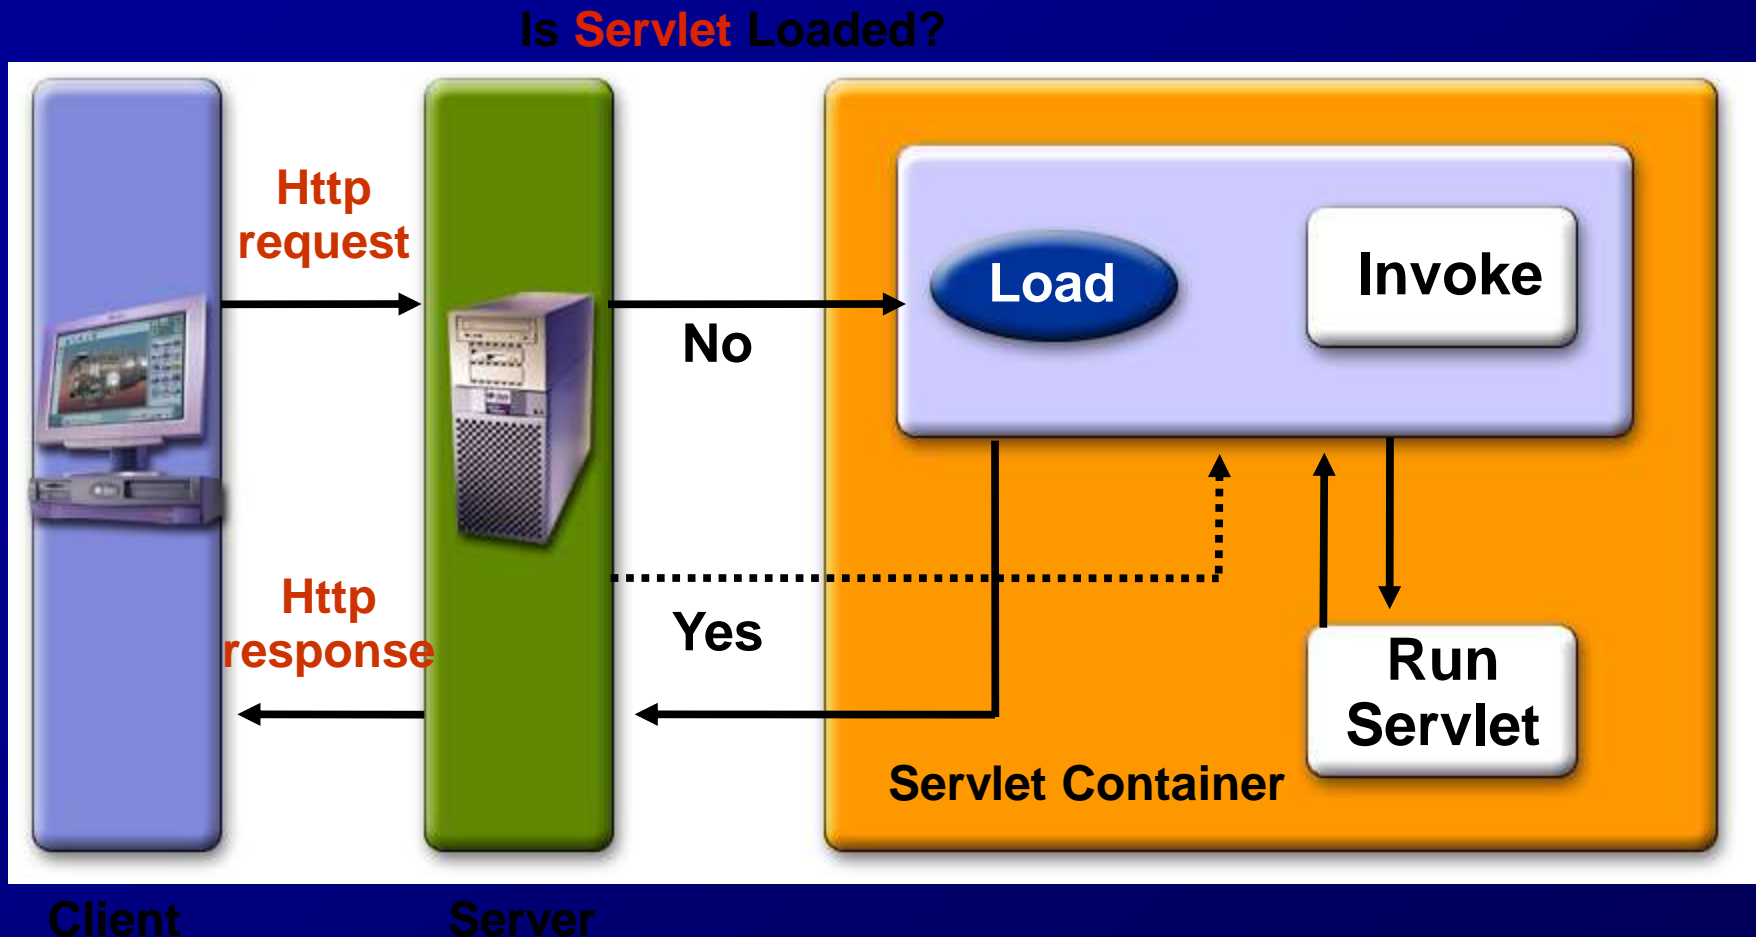 Is Servlet Loaded?
Http
request
No
Load
Invoke
Http
response
Yes
Run
Servlet
Servlet Container
Client
Server